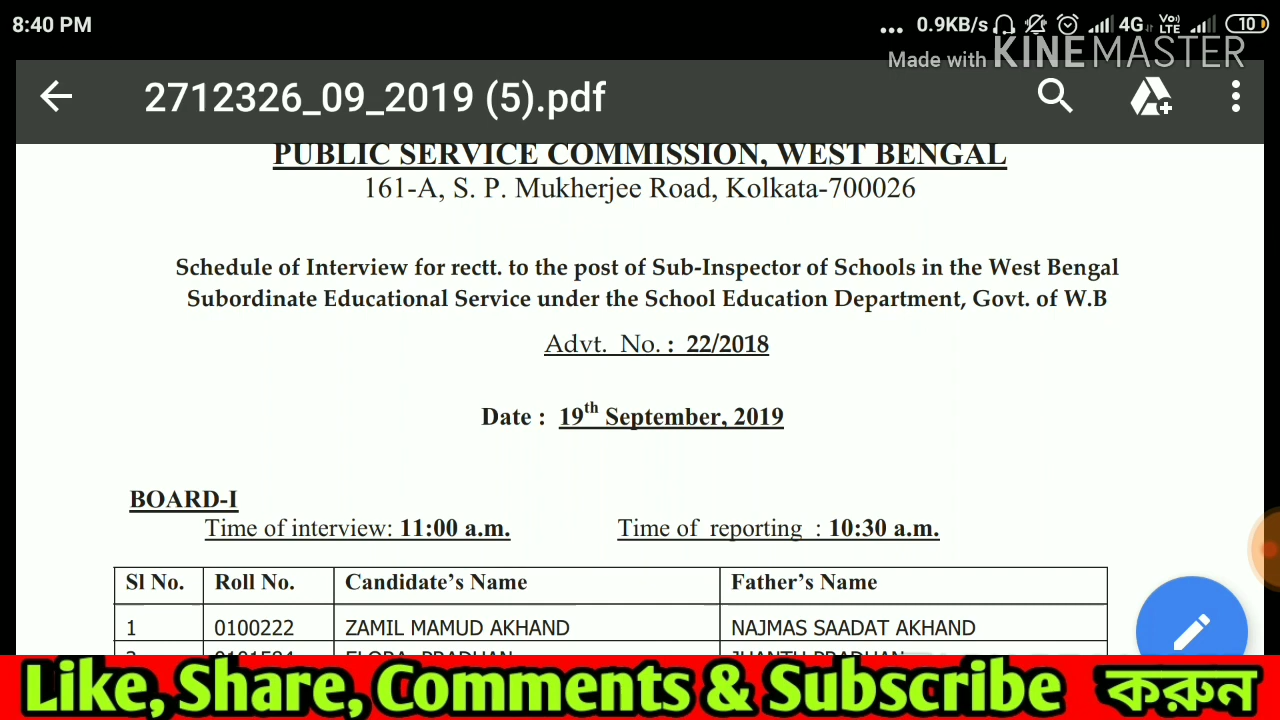 8:40 PM
... 0.9KB/s 4G Vo) LTE 10
Made with KINEMASTER
2712326_09_2019 (5).pdf
PUBLIC SERVICE COMMISSION, WEST BENGAL
161-A, S. P. Mukherjee Road, Kolkata-700026
Schedule of Interview for rectt. to the post of Sub-Inspector of Schools in the West Bengal
Subordinate Educational Service under the School Education Department, Govt. of W.B
Advt. No. : 22/2018
Date : 19th September, 2019
BOARD-I
Time of interview: 11:00 a.m. Time of reporting : 10:30 a.m.
Sl No. Roll No. Candidate's Name Father's Name
1 0100222 ZAMIL MAMUD AKHAND NAJMAS SAADAT AKHAND
Like, Share, Comments & Subscribe করুন